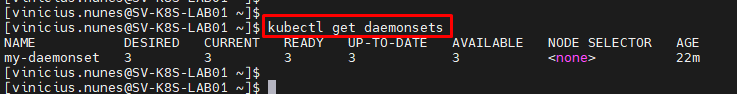 [vinicius.nunes@SV-K8S-LAB01 ~]$
[vinicius.nunes@SV-K8S-LAB01 ~]$ kubectl get daemonsets
NAME DESIRED CURRENT READY UP-TO-DATE AVAILABLE NODE SELECTOR AGE
my-daemonset 3 3 3 3 3 <none> 22m
[vinicius.nunes@SV-K8S-LAB01 ~]$
[vinicius.nunes@SV-K8S-LAB01 ~]$